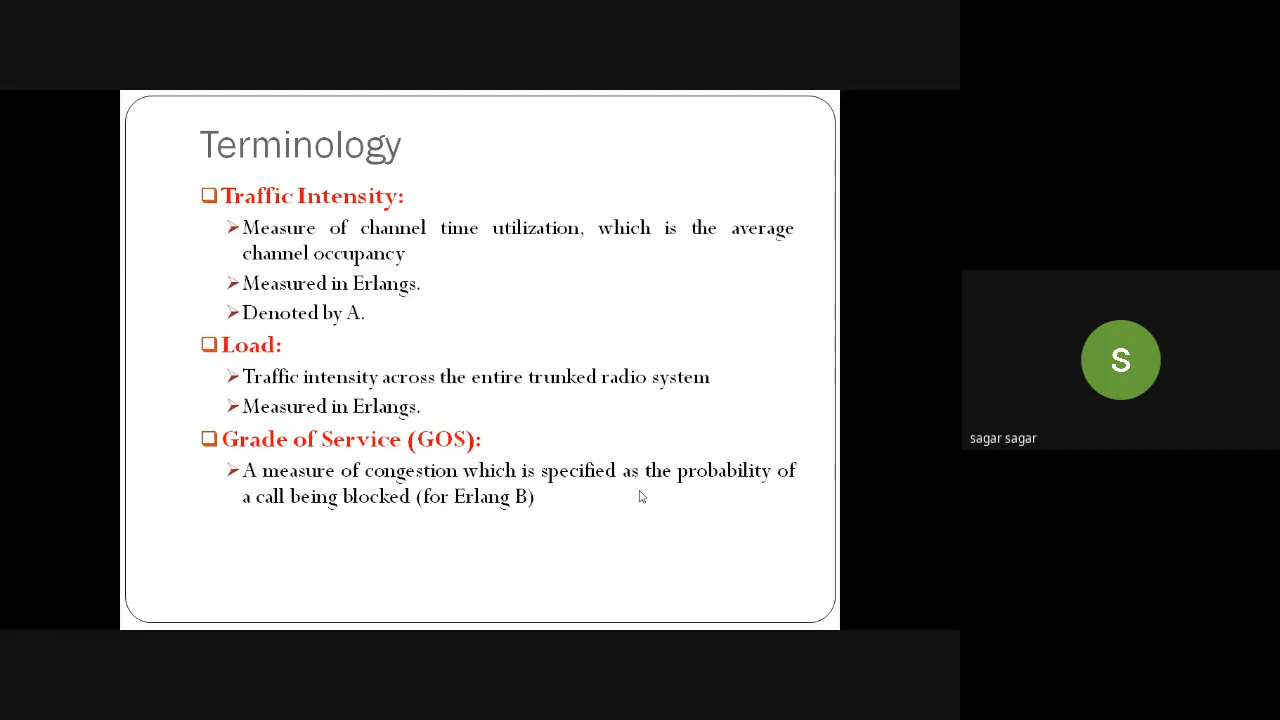 Terminology
Traffic Intensity:
Measure of channel time utilization, which is the average
channel occupancy
Measured in Erlangs.
Denoted by A.
Load:
Traffic intensity across the entire trunked radio system
Measured in Erlangs.
Grade of Service (GOS):
A measure of congestion which is specified as the probability of
a call being blocked (for Erlang B)
S
sagar sagar